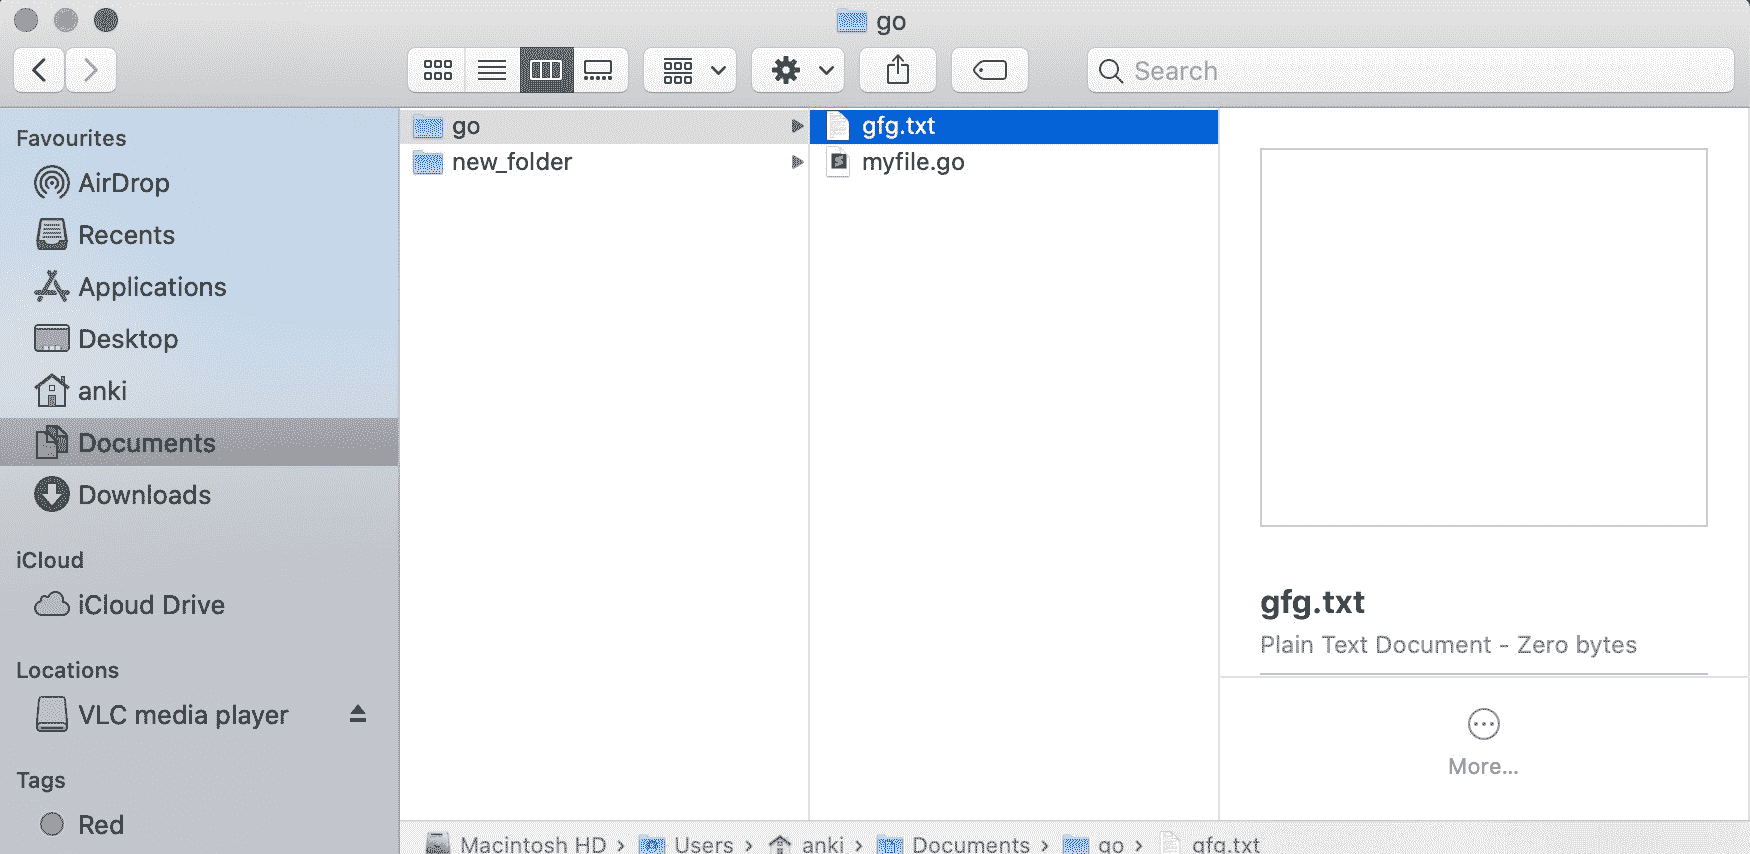 go
Search
Favourites
AirDrop
Recents
Applications
Desktop
anki
Documents
Downloads
iCloud
iCloud Drive
Locations
VLC media player
Tags
Red
go
new_folder
gfg.txt
myfile.go
gfg.txt
Plain Text Document - Zero bytes
More...
Macintosh HD › Users › anki › Documents › go › gfg.txt